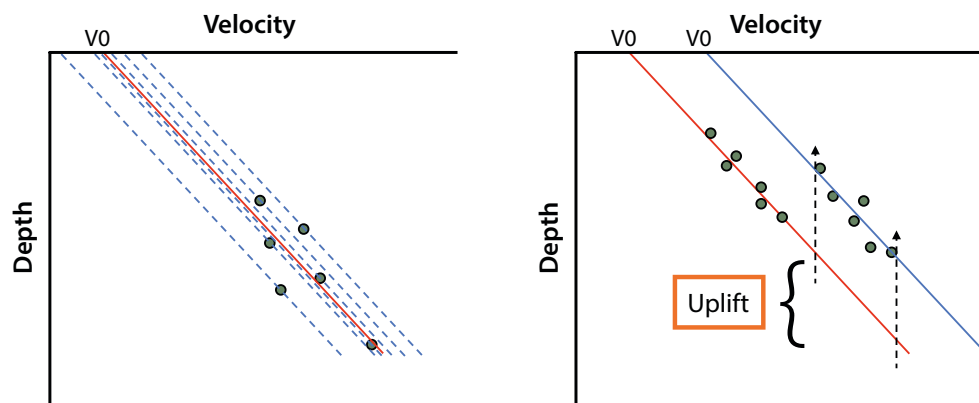 Velocity
V0
Depth
Velocity
V0 V0
Depth
Uplift